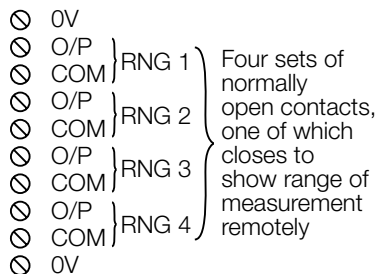 0V
O/P
COM
RNG 1
O/P
COM
RNG 2
O/P
COM
RNG 3
O/P
COM
RNG 4
0V
Four sets of
normally
open contacts,
one of which
closes to
show range of
measurement
remotely